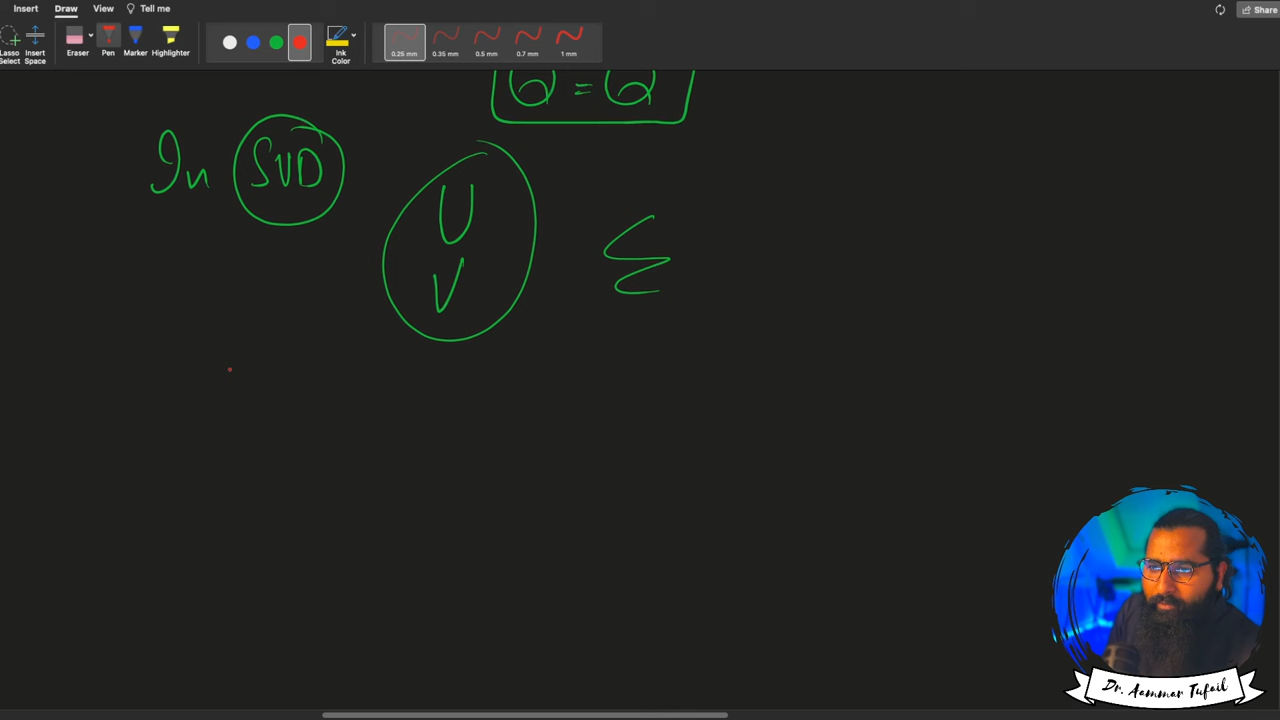 Insert Draw View Tell me Share
Lasso Select Insert Space Eraser Pen Marker Highlighter Ink Color 0.25 mm 0.35 mm 0.5 mm 0.7 mm 1 mm
Q = Q
In SVD
U
V
Σ
Dr. Aammar Tufail